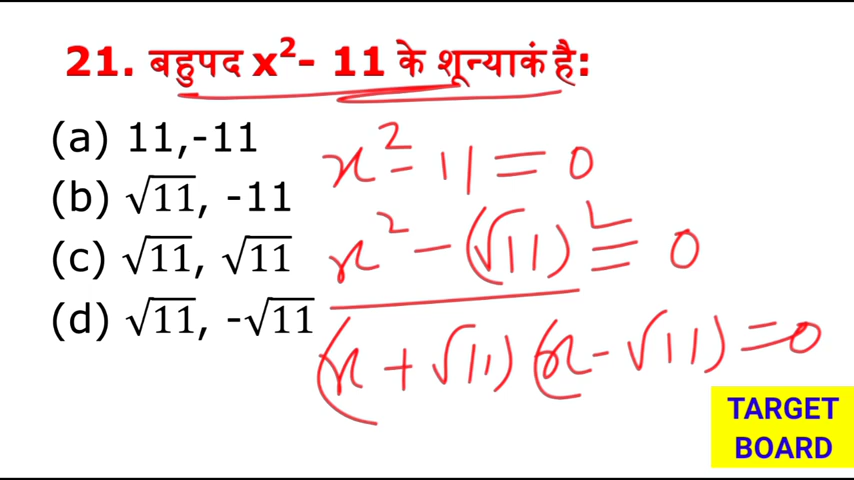 21. बहुपद x²- 11 के शून्याकं है:
(a) 11,-11
(b) √11, -11
(c) √11, √11
(d) √11, -√11
x² - 11 = 0
x² - (√11)² = 0
(x + √11) (x - √11) = 0
TARGET
BOARD